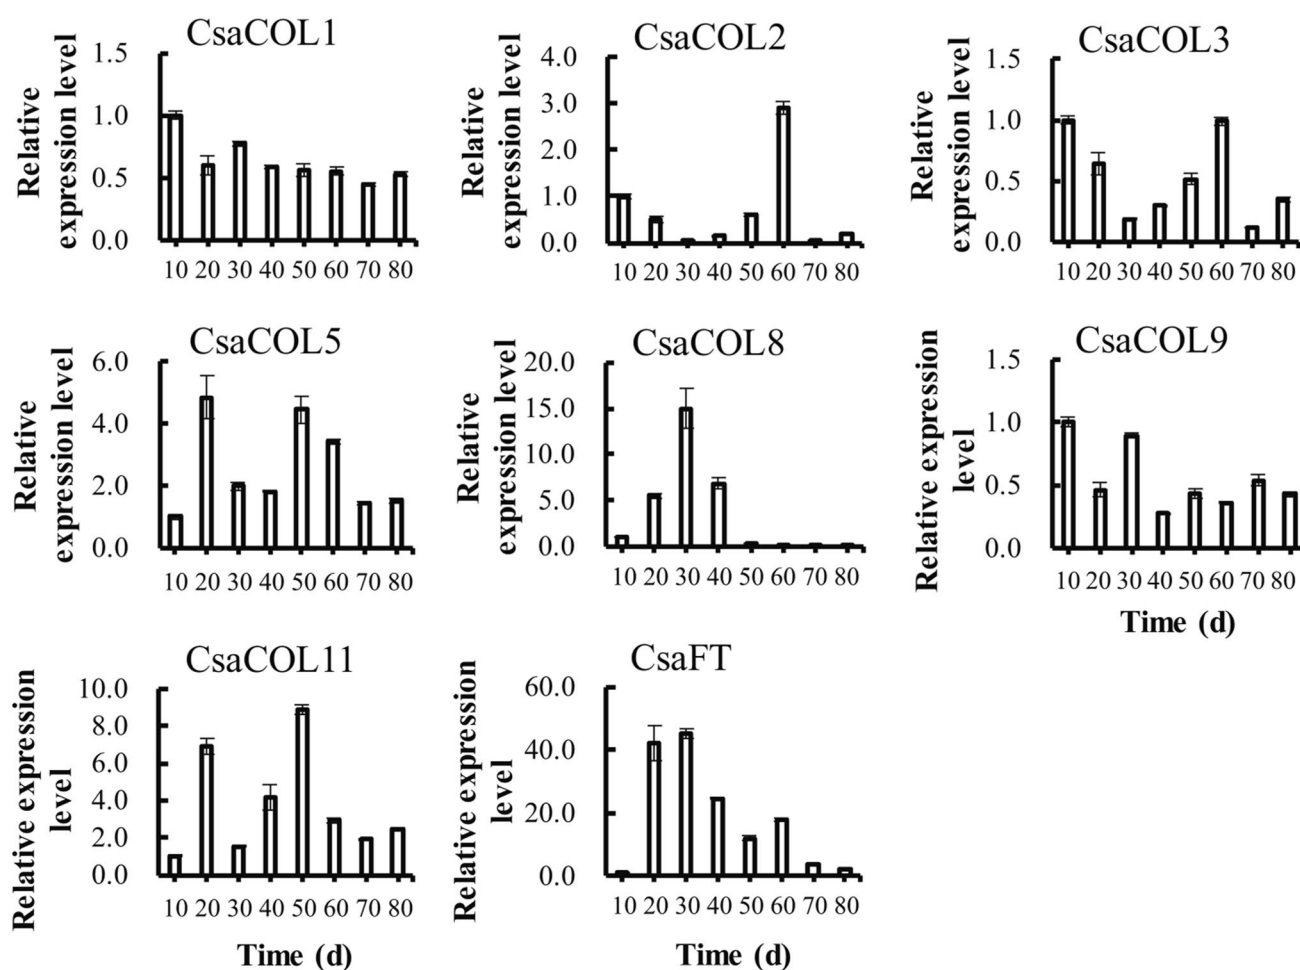 CsaCOL1
Relative
expression level
1.5
1.0
0.5
0.0
10 20 30 40 50 60 70 80
CsaCOL2
Relative
expression level
4.0
3.0
2.0
1.0
0.0
10 20 30 40 50 60 70 80
CsaCOL3
Relative
expression level
1.5
1.0
0.5
0.0
10 20 30 40 50 60 70 80
CsaCOL5
Relative
expression level
6.0
4.0
2.0
0.0
10 20 30 40 50 60 70 80
CsaCOL8
Relative
expression level
20.0
15.0
10.0
5.0
0.0
10 20 30 40 50 60 70 80
CsaCOL9
Relative expression
level
1.5
1.0
0.5
0.0
10 20 30 40 50 60 70 80
Time (d)
CsaCOL11
Relative expression
level
10.0
8.0
6.0
4.0
2.0
0.0
10 20 30 40 50 60 70 80
Time (d)
CsaFT
Relative expression
level
60.0
40.0
20.0
0.0
10 20 30 40 50 60 70 80
Time (d)